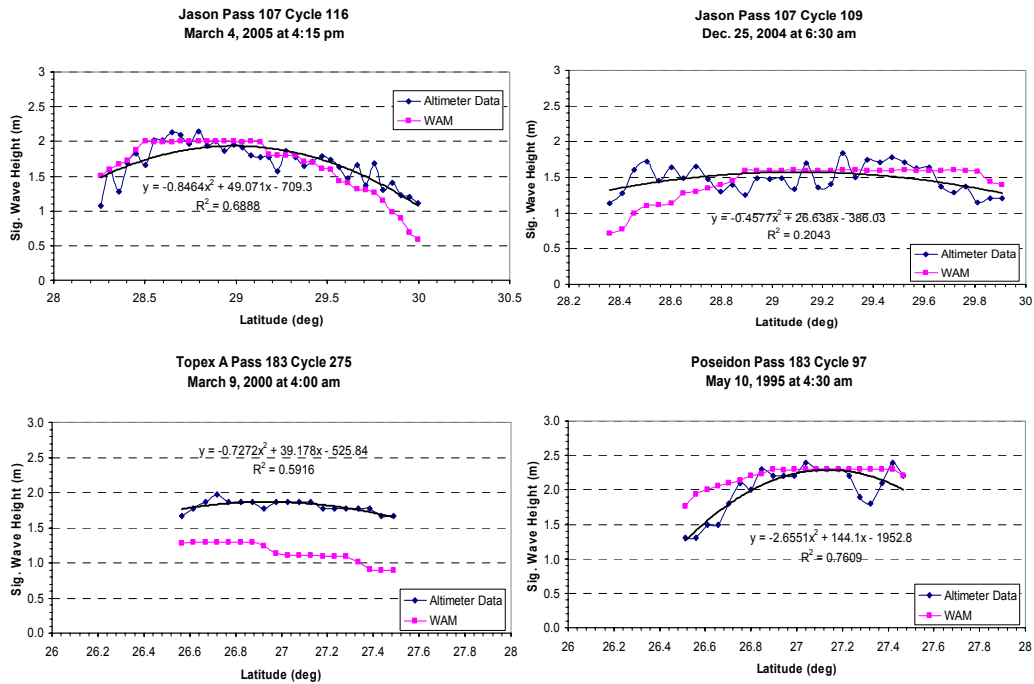 Jason Pass 107 Cycle 116
March 4, 2005 at 4:15 pm
Sig. Wave Height (m)
3
2.5
2
1.5
1
0.5
0
Altimeter Data
WAM
y = -0.8464x² + 49.071x - 709.3
R² = 0.6888
28 28.5 29 29.5 30 30.5
Latitude (deg)
Jason Pass 107 Cycle 109
Dec. 25, 2004 at 6:30 am
Sig. Wave Height (m)
3
2.5
2
1.5
1
0.5
0
y = -0.4577x² + 26.638x - 386.03
R² = 0.2043
Altimeter Data
WAM
28.2 28.4 28.6 28.8 29 29.2 29.4 29.6 29.8 30
Latitude (deg)
Topex A Pass 183 Cycle 275
March 9, 2000 at 4:00 am
Sig. Wave Height (m)
3.0
2.5
2.0
1.5
1.0
0.5
0.0
y = -0.7272x² + 39.178x - 525.84
R² = 0.5916
Altimeter Data
WAM
26 26.2 26.4 26.6 26.8 27 27.2 27.4 27.6 27.8 28
Latitude (deg)
Poseidon Pass 183 Cycle 97
May 10, 1995 at 4:30 am
Sig. Wave Height (m)
3.0
2.5
2.0
1.5
1.0
0.5
0.0
y = -2.6551x² + 144.1x - 1952.8
R² = 0.7609
Altimeter Data
WAM
26 26.2 26.4 26.6 26.8 27 27.2 27.4 27.6 27.8 28
Latitude (deg)